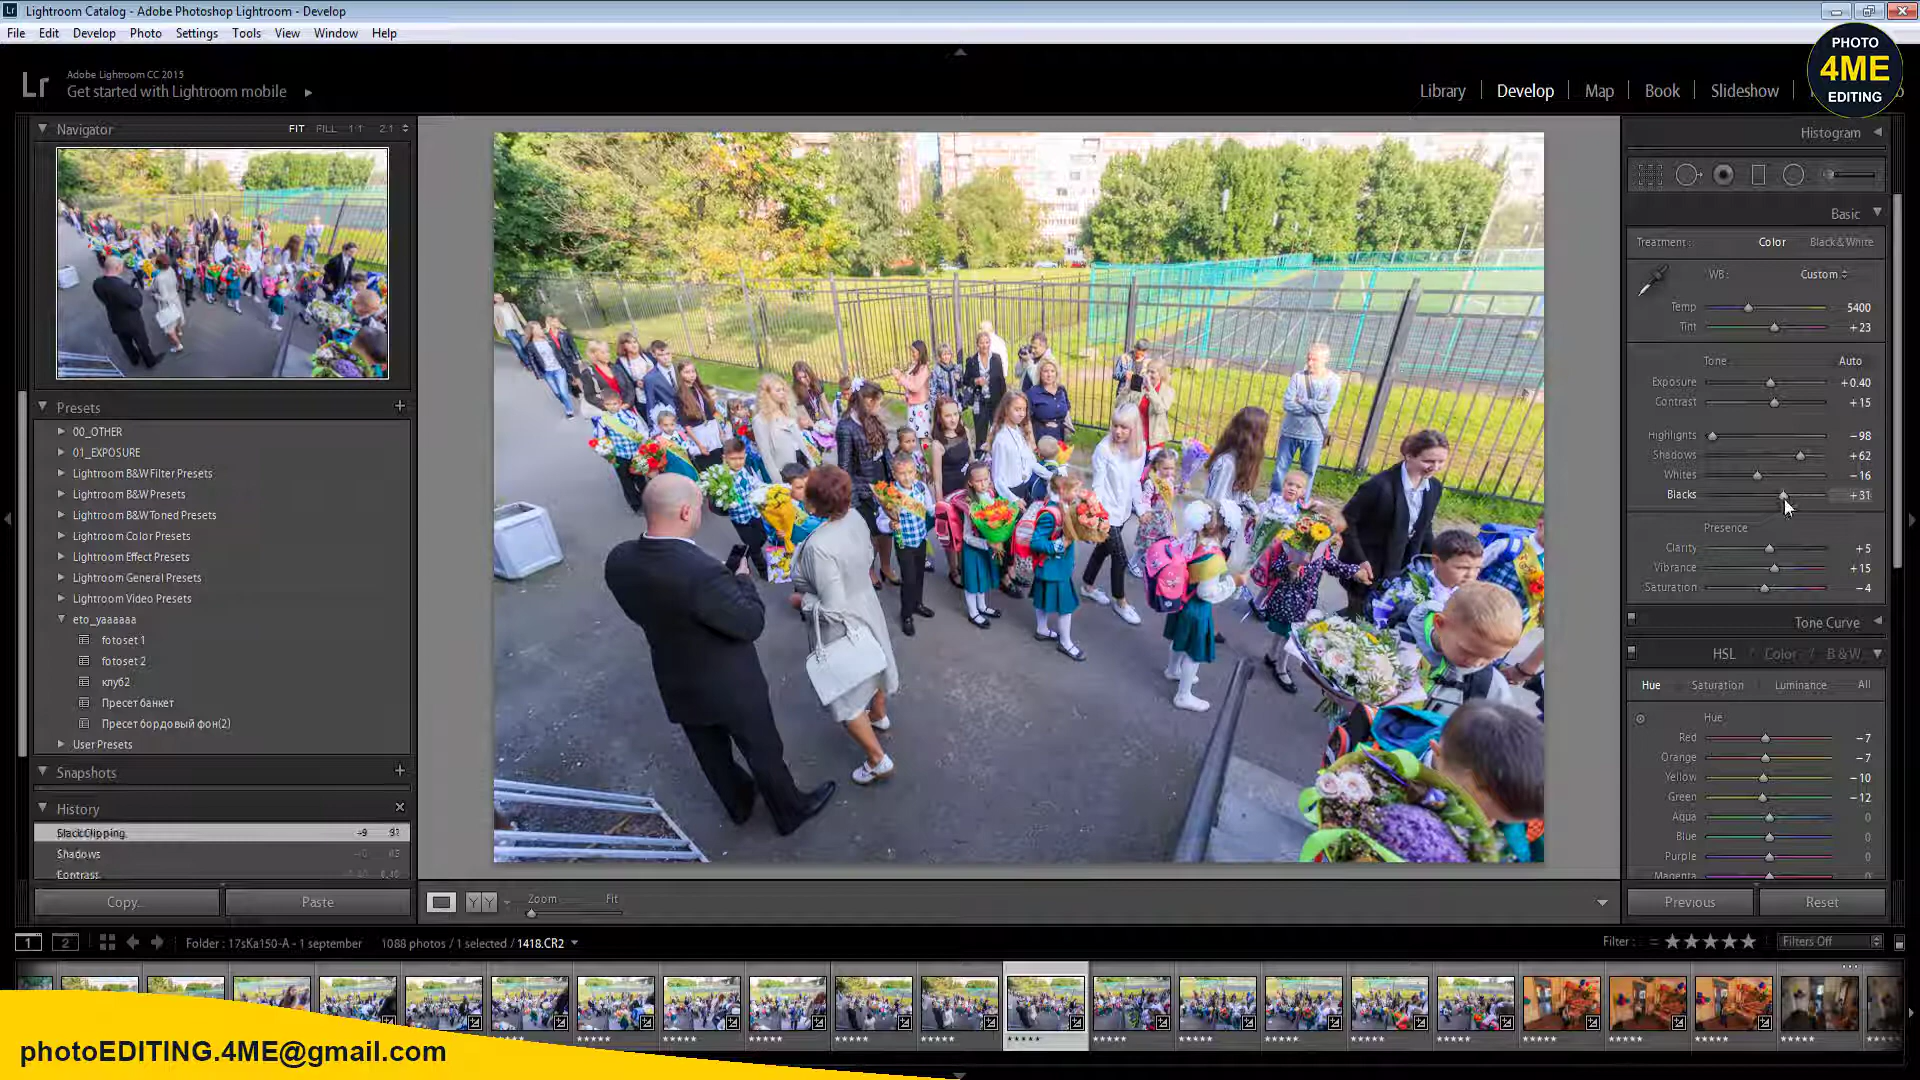 Lightroom Catalog - Adobe Photoshop Lightroom - Develop
File Edit Develop Photo Settings Tools View Window Help
PHOTO
4ME
EDITING
Lr
Adobe Lightroom CC 2015
Get started with Lightroom mobile
Library Develop Map Book Slideshow
Navigator FIT FILL 1:1 2:1
Presets
00_OTHER
01_EXPOSURE
Lightroom B&W Filter Presets
Lightroom B&W Presets
Lightroom B&W Toned Presets
Lightroom Color Presets
Lightroom Effect Presets
Lightroom General Presets
Lightroom Video Presets
eto_yaaaaaa
fotoset 1
fotoset 2
клуб2
Пресет банкет
Пресет бордовый фон(2)
User Presets
Snapshots
History
Black Clipping
Shadows
Contrast
Copy... Paste
Zoom Fit
Histogram
Basic
Treatment: Color Black & White
WB: Custom
Temp 5400
Tint +23
Tone Auto
Exposure +0.40
Contrast +15
Highlights −98
Shadows +62
Whites −16
Blacks +31
Presence
Clarity +5
Vibrance +15
Saturation −4
Tone Curve
HSL / Color / B & W
Hue Saturation Luminance All
Hue
Red −7
Orange −7
Yellow −10
Green −12
Aqua 0
Blue 0
Purple 0
Magenta 0
Previous Reset
1 2 Folder : 17sKa150-A - 1 september 1088 photos / 1 selected / 1418.CR2
Filter : Filters Off
photoEDITING.4ME@gmail.com